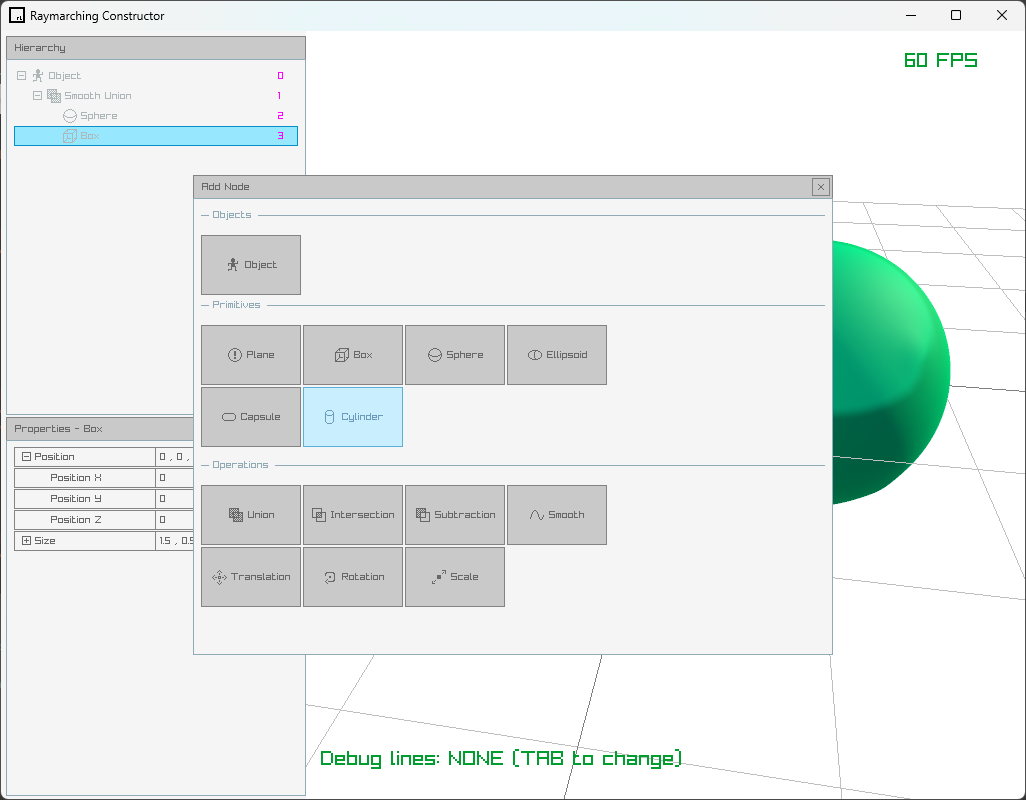 Raymarching Constructor
Hierarchy
60 FPS
Object 0
Smooth Union 1
Sphere 2
Box 3
Add Node
Objects
Object
Primitives
Plane Box Sphere Ellipsoid
Capsule Cylinder
Operations
Union Intersection Subtraction Smooth
Translation Rotation Scale
Properties - Box
Position 0 , 0 ,
Position X 0
Position Y 0
Position Z 0
Size 1.5 , 0.5
Debug lines: NONE (TAB to change)